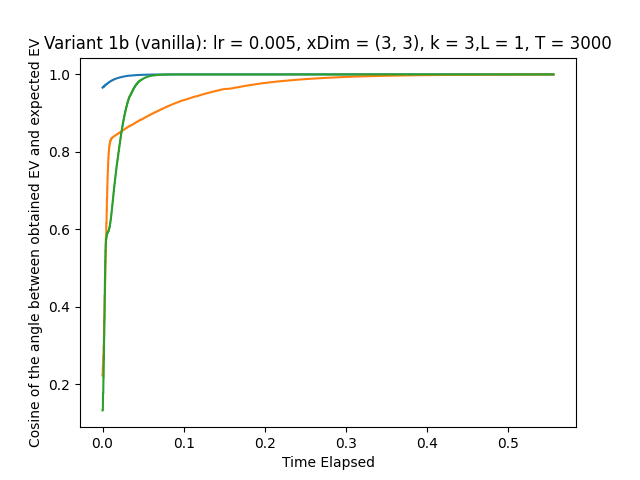 Variant 1b (vanilla): lr = 0.005, xDim = (3, 3), k = 3,L = 1, T = 3000
Cosine of the angle between obtained EV and expected EV
1.0
0.8
0.6
0.4
0.2
0.0 0.1 0.2 0.3 0.4 0.5
Time Elapsed